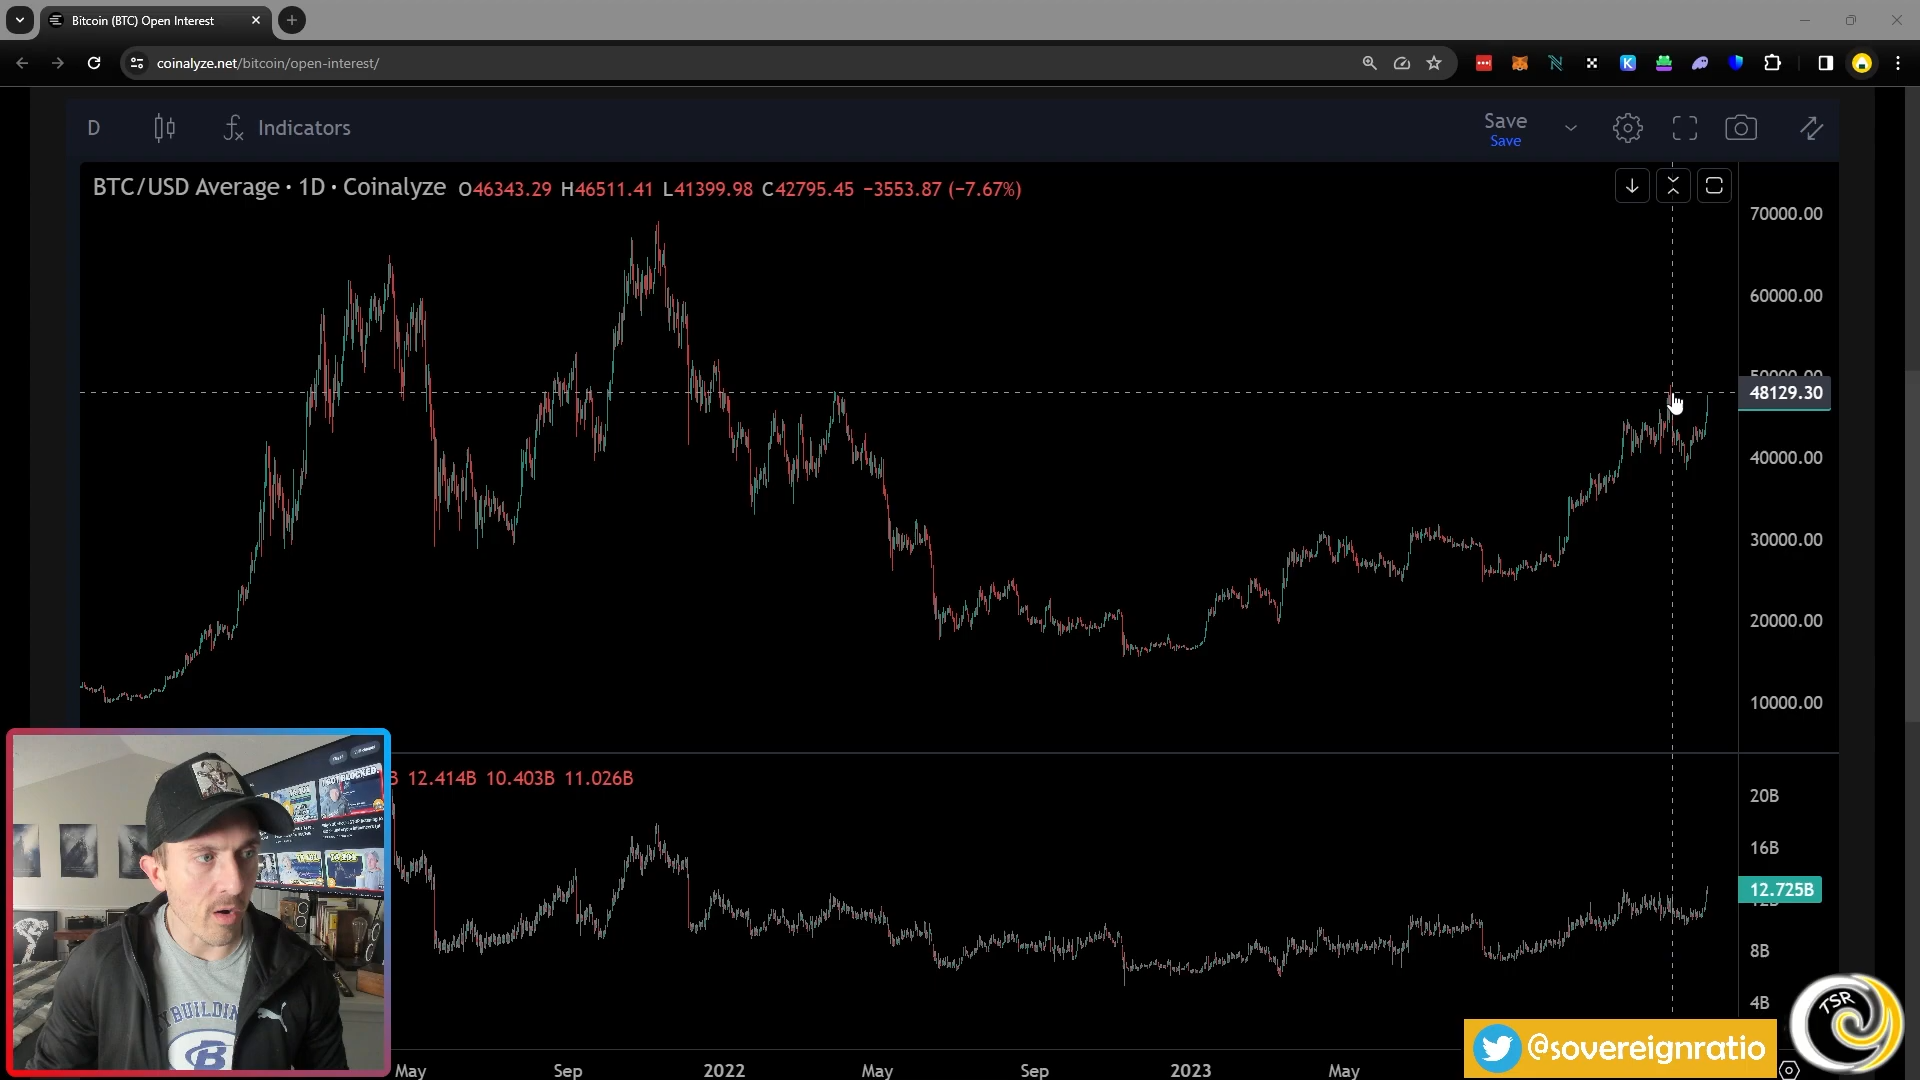 Bitcoin (BTC) Open Interest
coinalyze.net/bitcoin/open-interest/
D
Indicators
Save
Save
BTC/USD Average · 1D · Coinalyze O46343.29 H46511.41 L41399.98 C42795.45 −3553.87 (−7.67%)
70000.00
60000.00
48129.30
40000.00
30000.00
20000.00
10000.00
12.414B 10.403B 11.026B
20B
16B
12.725B
8B
4B
TSR
@sovereignratio
May Sep 2022 May Sep 2023 May